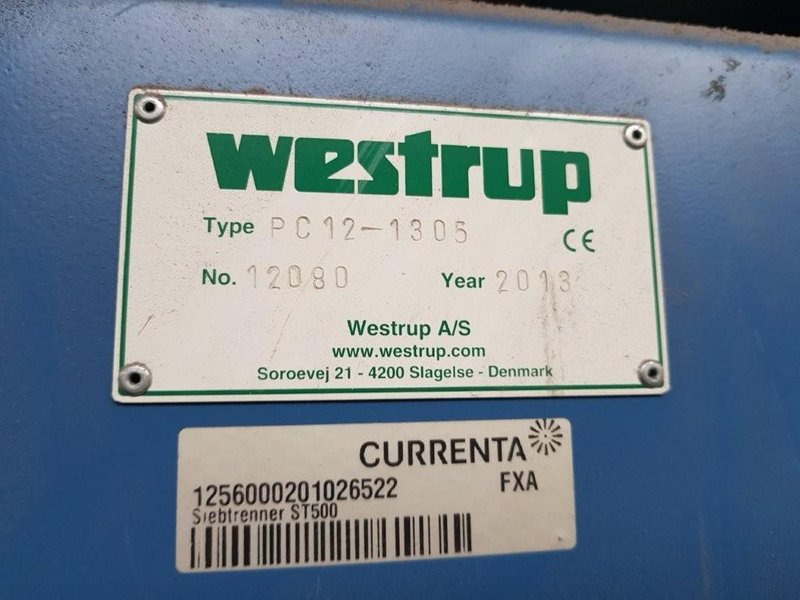 westrup
Type PC12-1305
CE
No. 12080 Year 2013
Westrup A/S
www.westrup.com
Soroevej 21 - 4200 Slagelse - Denmark
CURRENTA
1256000201026522 FXA
Siebtrenner ST500